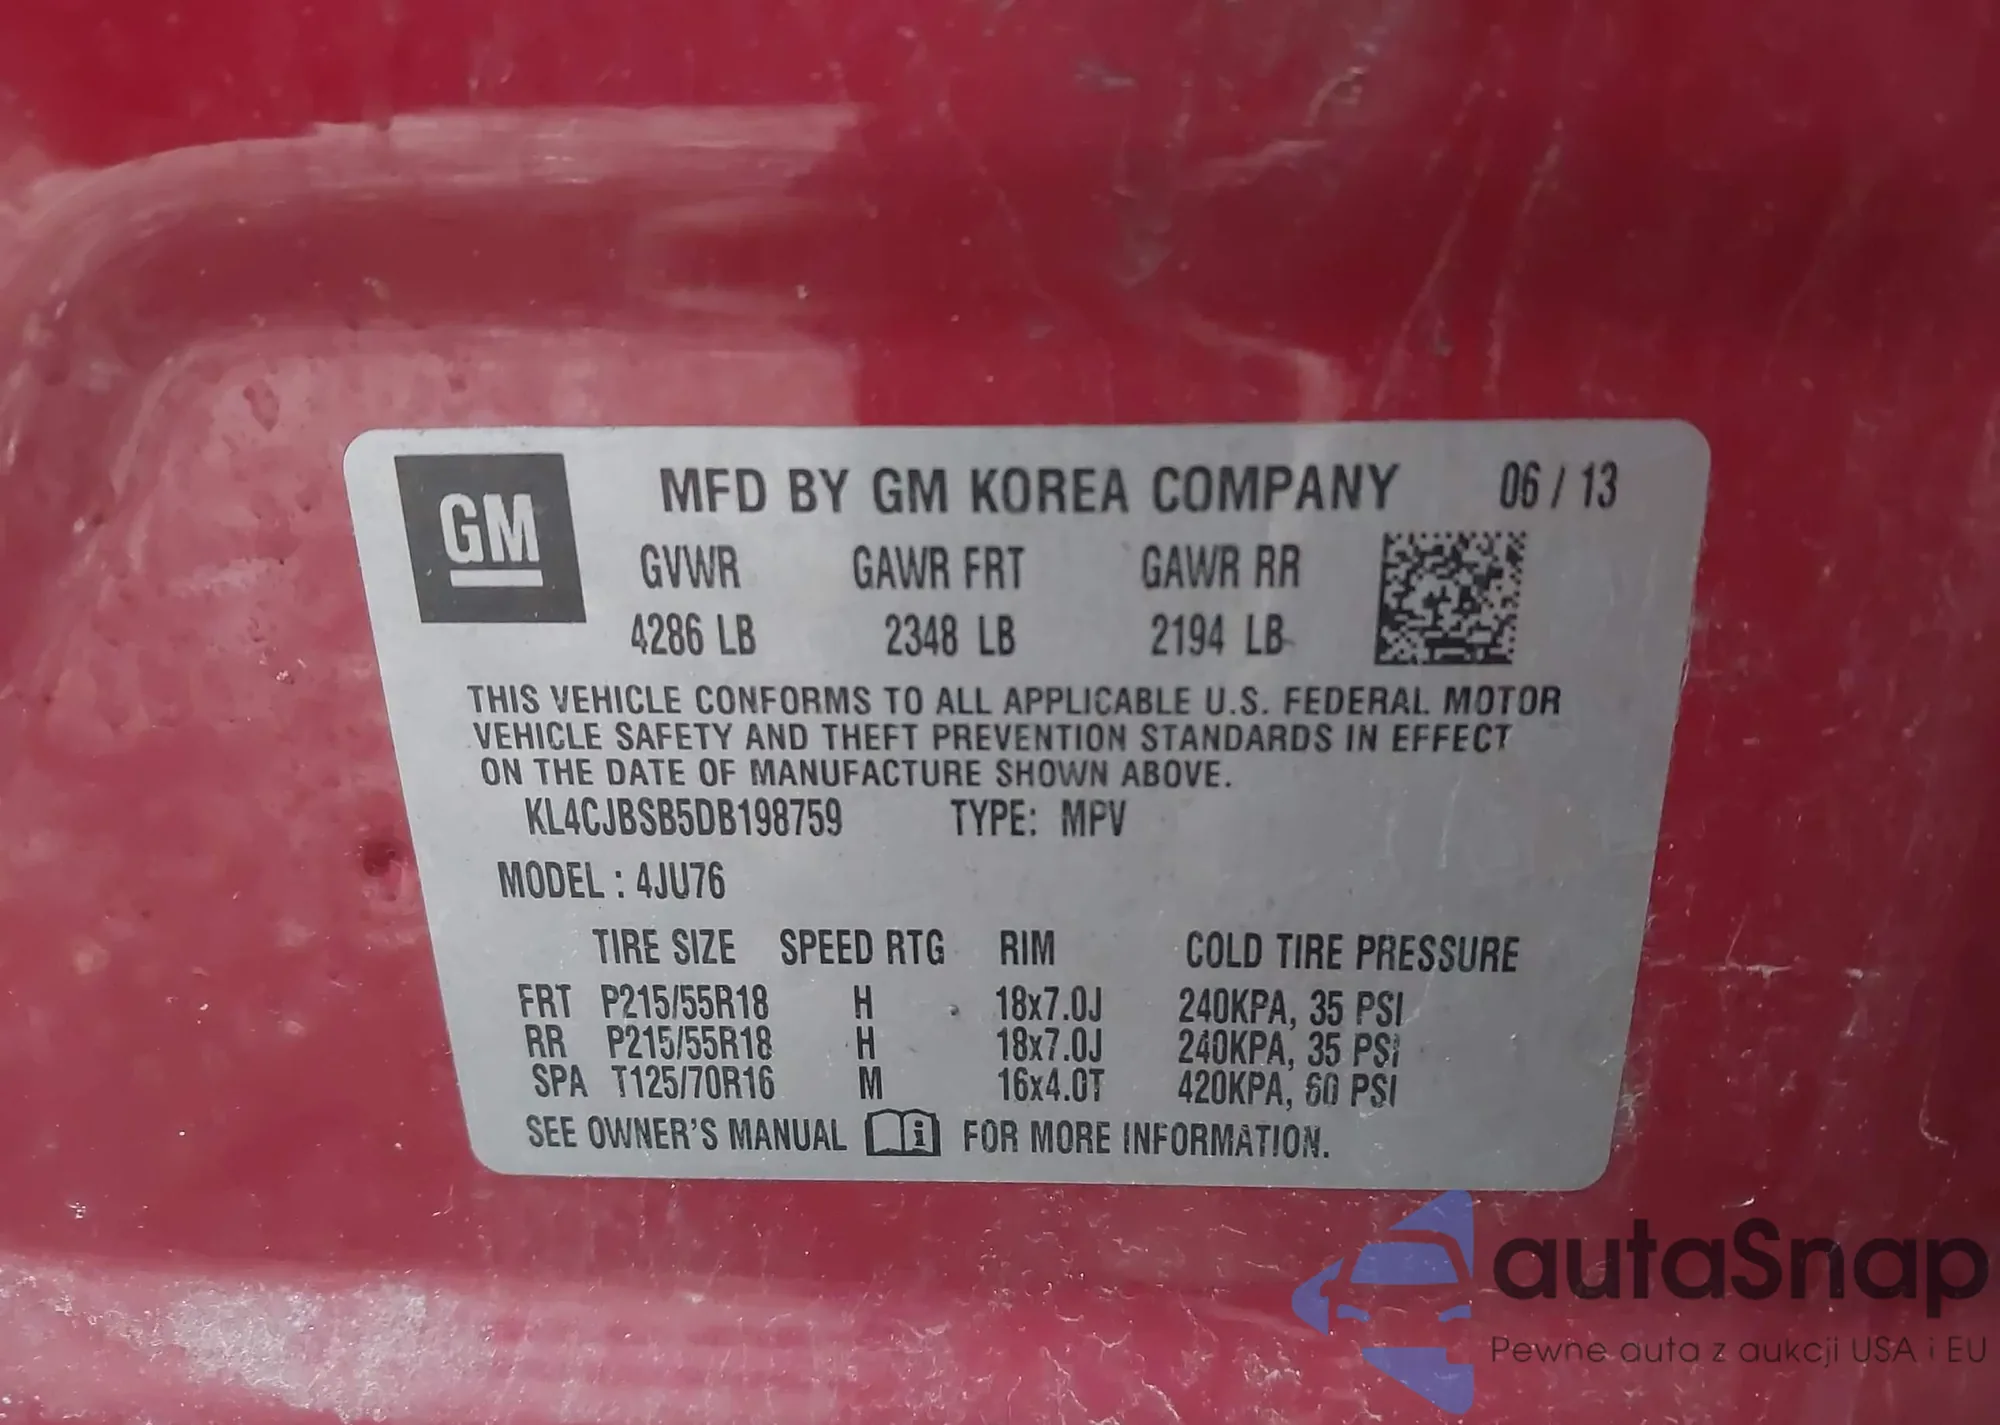 GM
MFD BY GM KOREA COMPANY 06 / 13
GVWR GAWR FRT GAWR RR
4286 LB 2348 LB 2194 LB
THIS VEHICLE CONFORMS TO ALL APPLICABLE U.S. FEDERAL MOTOR
VEHICLE SAFETY AND THEFT PREVENTION STANDARDS IN EFFECT
ON THE DATE OF MANUFACTURE SHOWN ABOVE.
KL4CJBSB5DB198759 TYPE: MPV
MODEL : 4JU76
TIRE SIZE SPEED RTG RIM COLD TIRE PRESSURE
FRT P215/55R18 H 18x7.0J 240KPA, 35 PSI
RR P215/55R18 H 18x7.0J 240KPA, 35 PSI
SPA T125/70R16 M 16x4.0T 420KPA, 60 PSI
SEE OWNER'S MANUAL FOR MORE INFORMATION.
autaSnap
Pewne auta z aukcji USA i EU